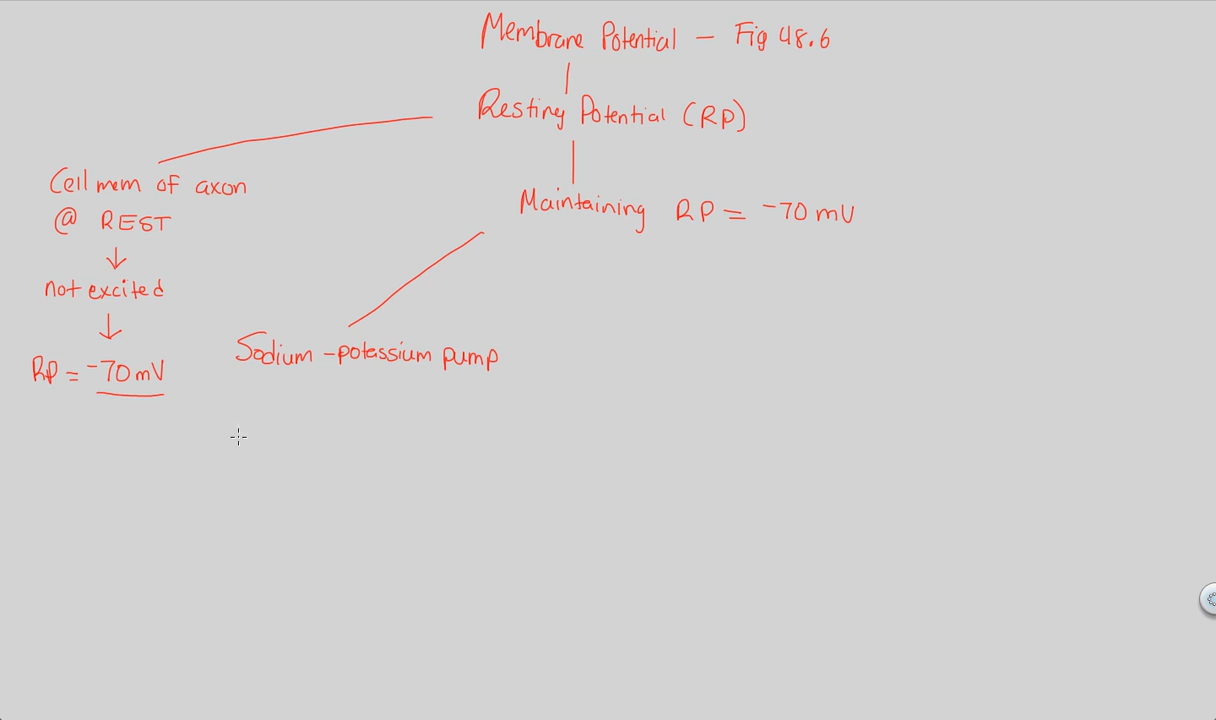 Membrane Potential - Fig 48.6
Resting Potential (RP)
Cell mem of axon
@ REST
↓
not excited
↓
RP = -70 mV
Maintaining RP = -70 mV
Sodium-potassium pump